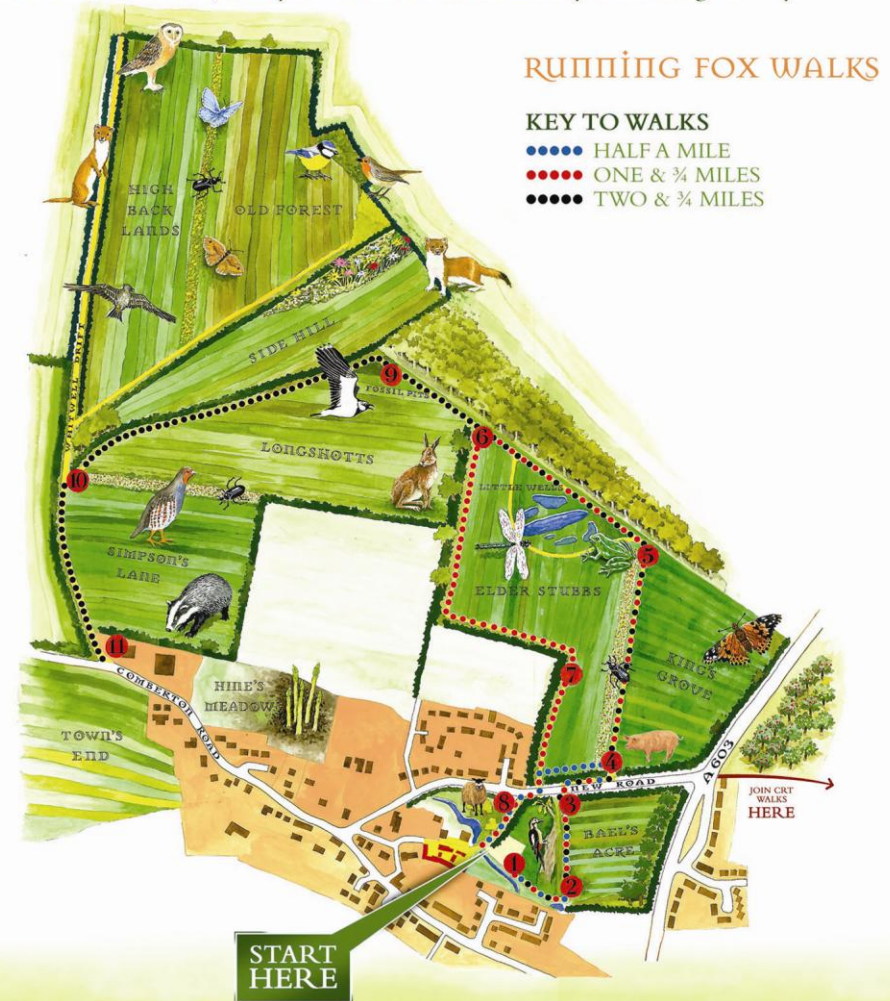 RUNNING FOX WALKS
KEY TO WALKS
HALF A MILE
ONE & ¾ MILES
TWO & ¾ MILES
HIGH
BACK
LANDS
OLD FOREST
SIDE HILL
WHITWELL DRIFT
9
FOSSIL PITS
6
LONGSHOTTS
10
LITTLE WELLS
5
SIMPSON'S
LANE
ELDER STUBBS
11
KING'S
GROVE
7
COMBERTON ROAD
HINE'S
MEADOW
TOWN'S
END
4
A603
NEW ROAD
JOIN CRT
WALKS
HERE
8
3
BAEL'S
ACRE
1
2
START
HERE